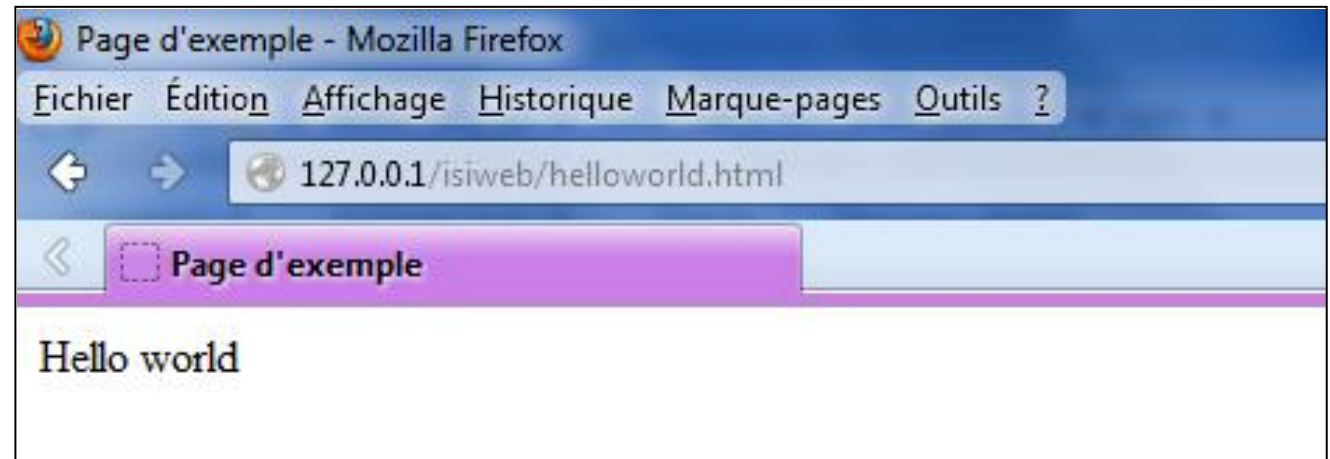 Page d'exemple - Mozilla Firefox
Fichier Édition Affichage Historique Marque-pages Outils ?
127.0.0.1/isiweb/helloworld.html
Page d'exemple
Hello world